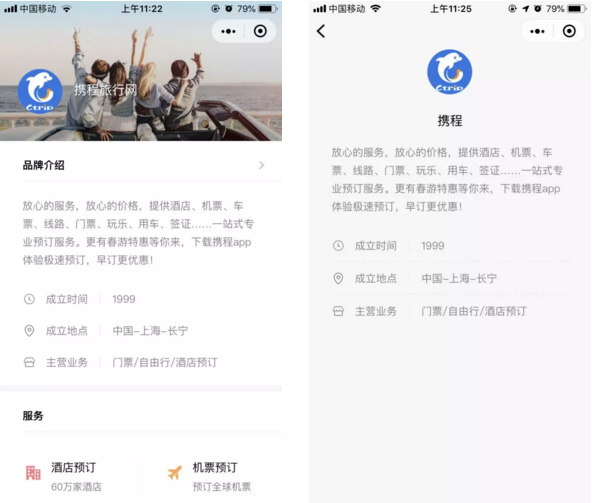 中国移动 上午11:22 79%
Ctrip
携程旅行网
品牌介绍
放心的服务，放心的价格，提供酒店、机票、车
票、线路、门票、玩乐、用车、签证……一站式专
业预订服务。更有春游特惠等你来，下载携程app
体验极速预订，早订更优惠！
成立时间 1999
成立地点 中国-上海-长宁
主营业务 门票/自由行/酒店预订
服务
酒店预订
60万家酒店
机票预订
预订全球机票
中国移动 上午11:25 79%
Ctrip
携程
放心的服务，放心的价格，提供酒店、机票、车
票、线路、门票、玩乐、用车、签证……一站式专
业预订服务。更有春游特惠等你来，下载携程app
体验极速预订，早订更优惠！
成立时间 1999
成立地点 中国-上海-长宁
主营业务 门票/自由行/酒店预订